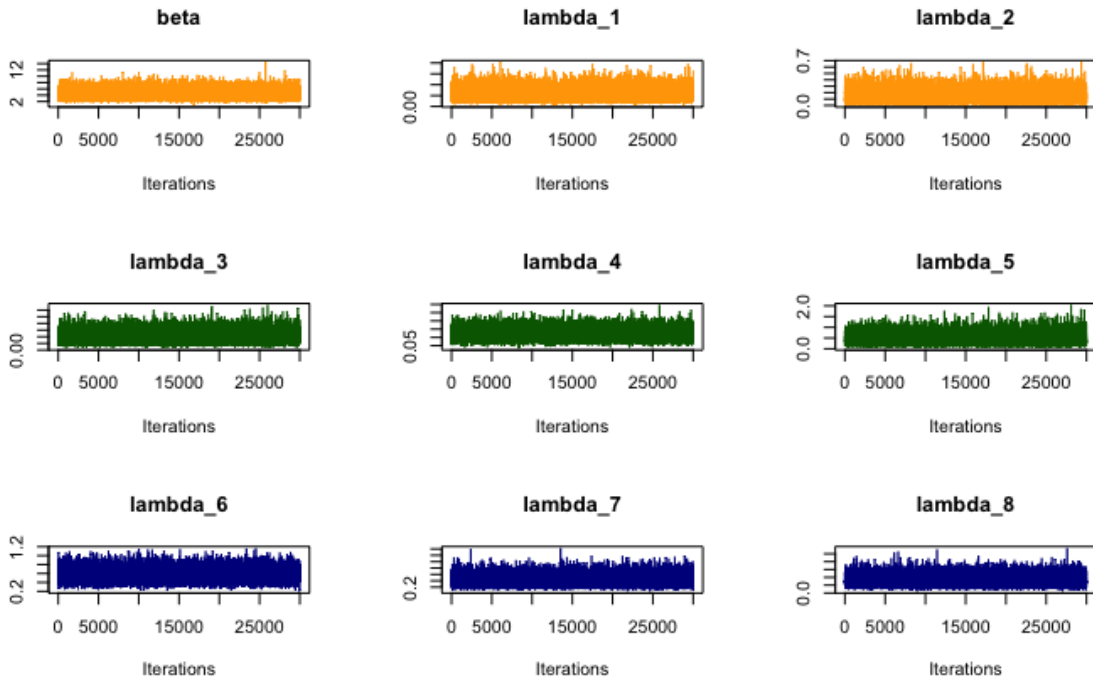 beta
lambda_1
lambda_2
12
2
0.00
0.7
0.0
0 5000 15000 25000
0 5000 15000 25000
0 5000 15000 25000
Iterations
Iterations
Iterations
lambda_3
lambda_4
lambda_5
0.00
0.05
2.0
0.0
0 5000 15000 25000
0 5000 15000 25000
0 5000 15000 25000
Iterations
Iterations
Iterations
lambda_6
lambda_7
lambda_8
1.2
0.2
0.2
0.0
0 5000 15000 25000
0 5000 15000 25000
0 5000 15000 25000
Iterations
Iterations
Iterations